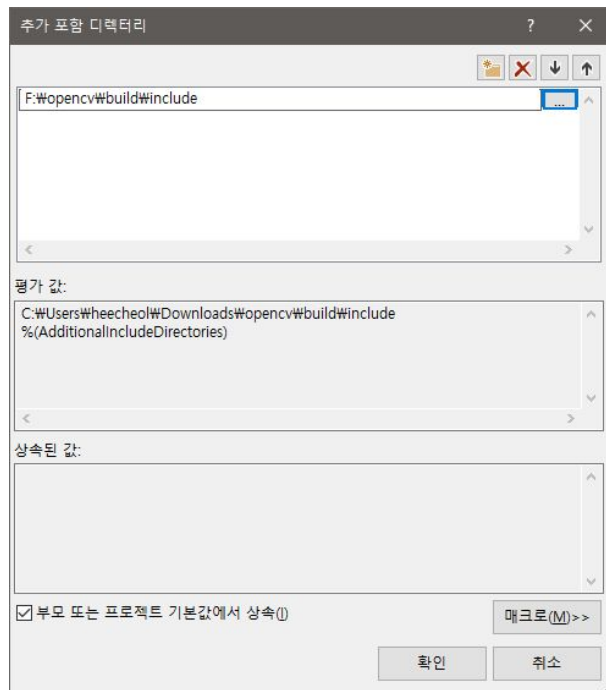 추가 포함 디렉터리 ?
F:₩opencv₩build₩include ...
평가 값:
C:₩Users₩heecheol₩Downloads₩opencv₩build₩include
%(AdditionalIncludeDirectories)
상속된 값:
부모 또는 프로젝트 기본값에서 상속(I)
매크로(M)>>
확인 취소